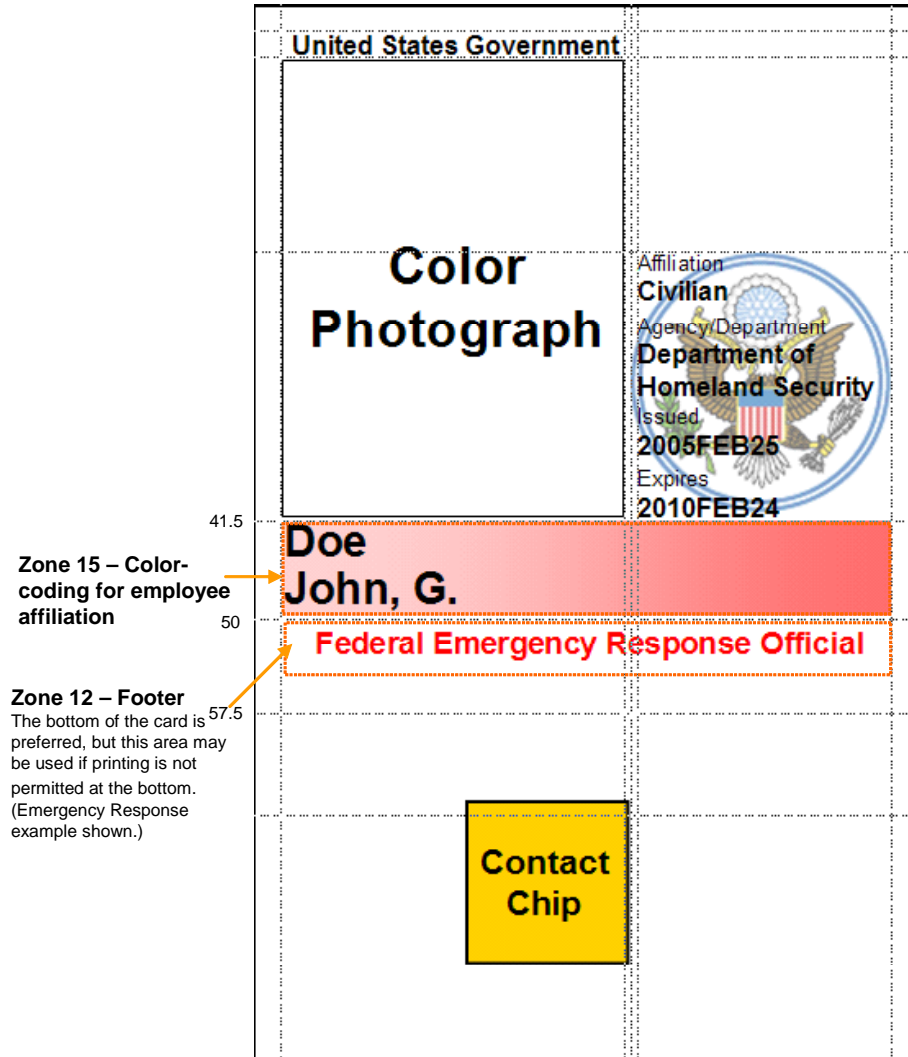 United States Government
Color
Photograph
Affiliation
Civilian
Agency/Department
Department of
Homeland Security
Issued
2005FEB25
Expires
2010FEB24
41.5
Doe
John, G.
Zone 15 – Color-
coding for employee
affiliation
50
Federal Emergency Response Official
Zone 12 – Footer
The bottom of the card is
preferred, but this area may
be used if printing is not
permitted at the bottom.
(Emergency Response
example shown.)
57.5
Contact
Chip